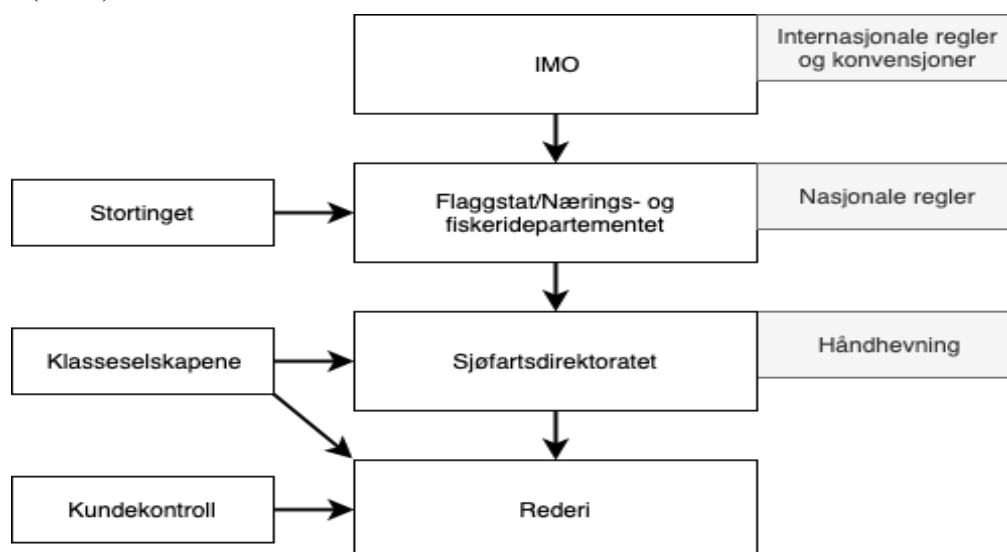 IMO
Internasjonale regler
og konvensjoner
Stortinget
Flaggstat/Nærings- og
fiskeridepartementet
Nasjonale regler
Klasseselskapene
Sjøfartsdirektoratet
Håndhevning
Kundekontroll
Rederi